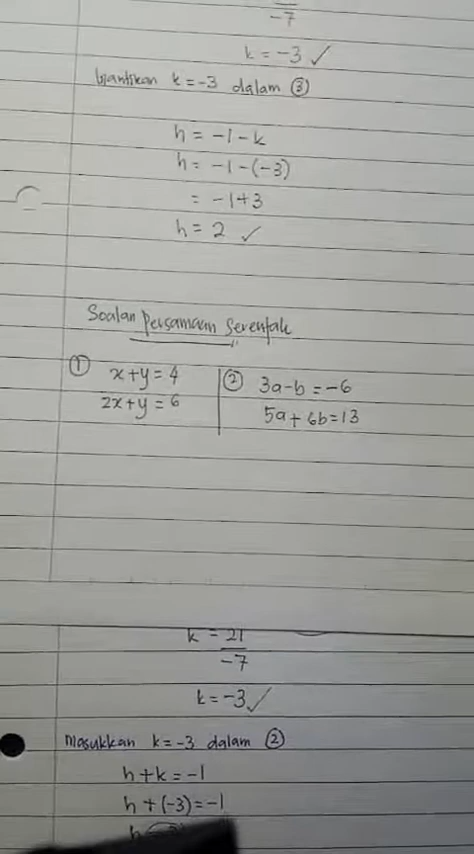 -7
k = -3 ✓
gantikan k = -3 dalam ③
h = -1 - k
h = -1 - (-3)
= -1 + 3
h = 2 ✓
Soalan Persamaan Serentak
① x + y = 4
2x + y = 6
② 3a - b = -6
5a + 6b = 13
k = 21
-7
k = -3 ✓
Masukkan k = -3 dalam ②
h + k = -1
h + (-3) = -1